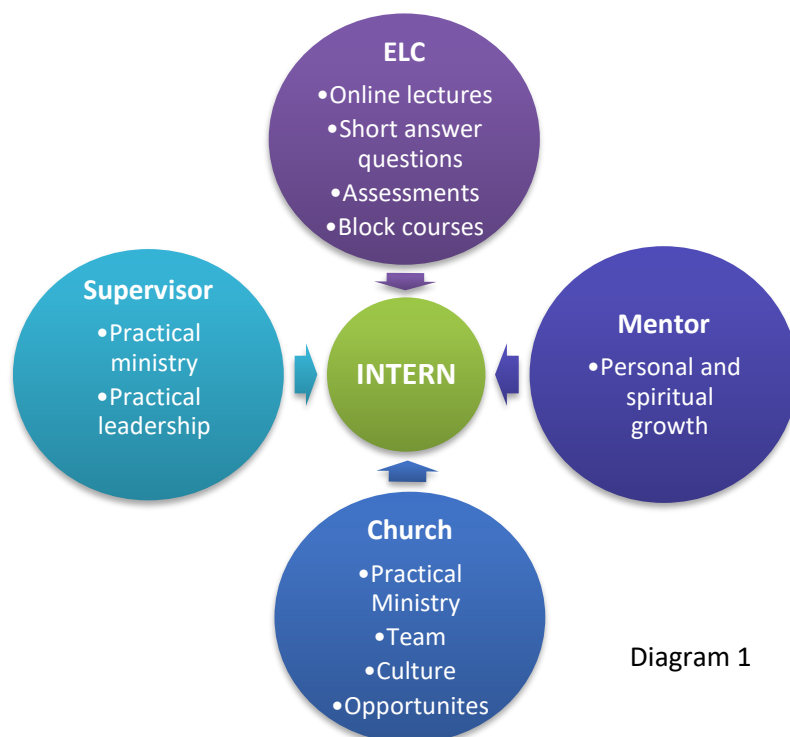 ELC
•Online lectures
•Short answer
questions
•Assessments
•Block courses
Supervisor
•Practical
ministry
•Practical
leadership
INTERN
Mentor
•Personal and
spiritual
growth
Church
•Practical
Ministry
•Team
•Culture
•Opportunites
Diagram 1